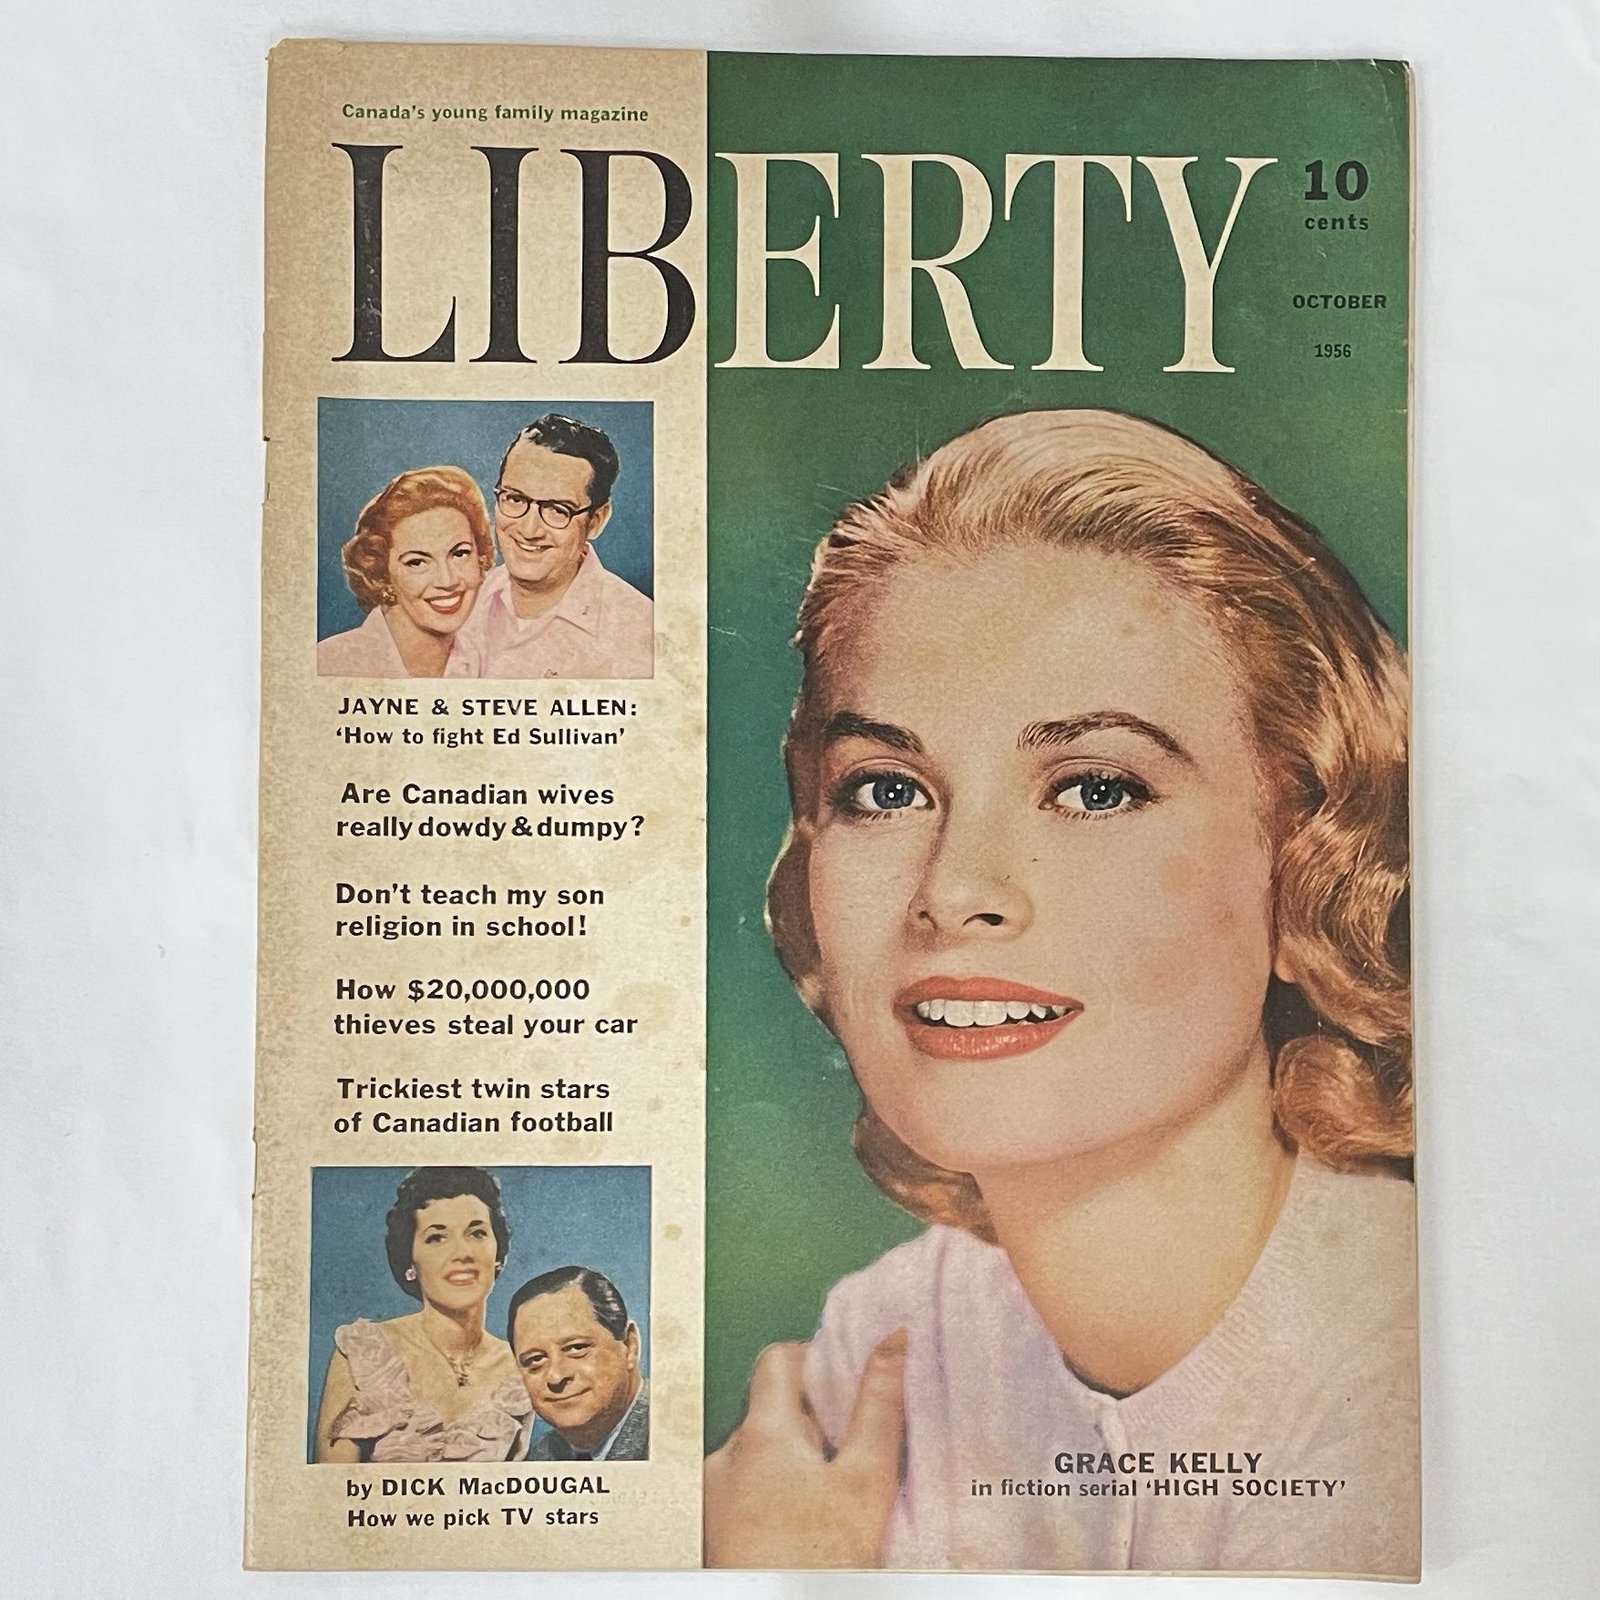 Canada's young family magazine
LIBERTY
10
cents
OCTOBER
1956
JAYNE & STEVE ALLEN:
'How to fight Ed Sullivan'
Are Canadian wives
really dowdy & dumpy?
Don't teach my son
religion in school!
How $20,000,000
thieves steal your car
Trickiest twin stars
of Canadian football
by DICK MacDOUGAL
How we pick TV stars
GRACE KELLY
in fiction serial 'HIGH SOCIETY'